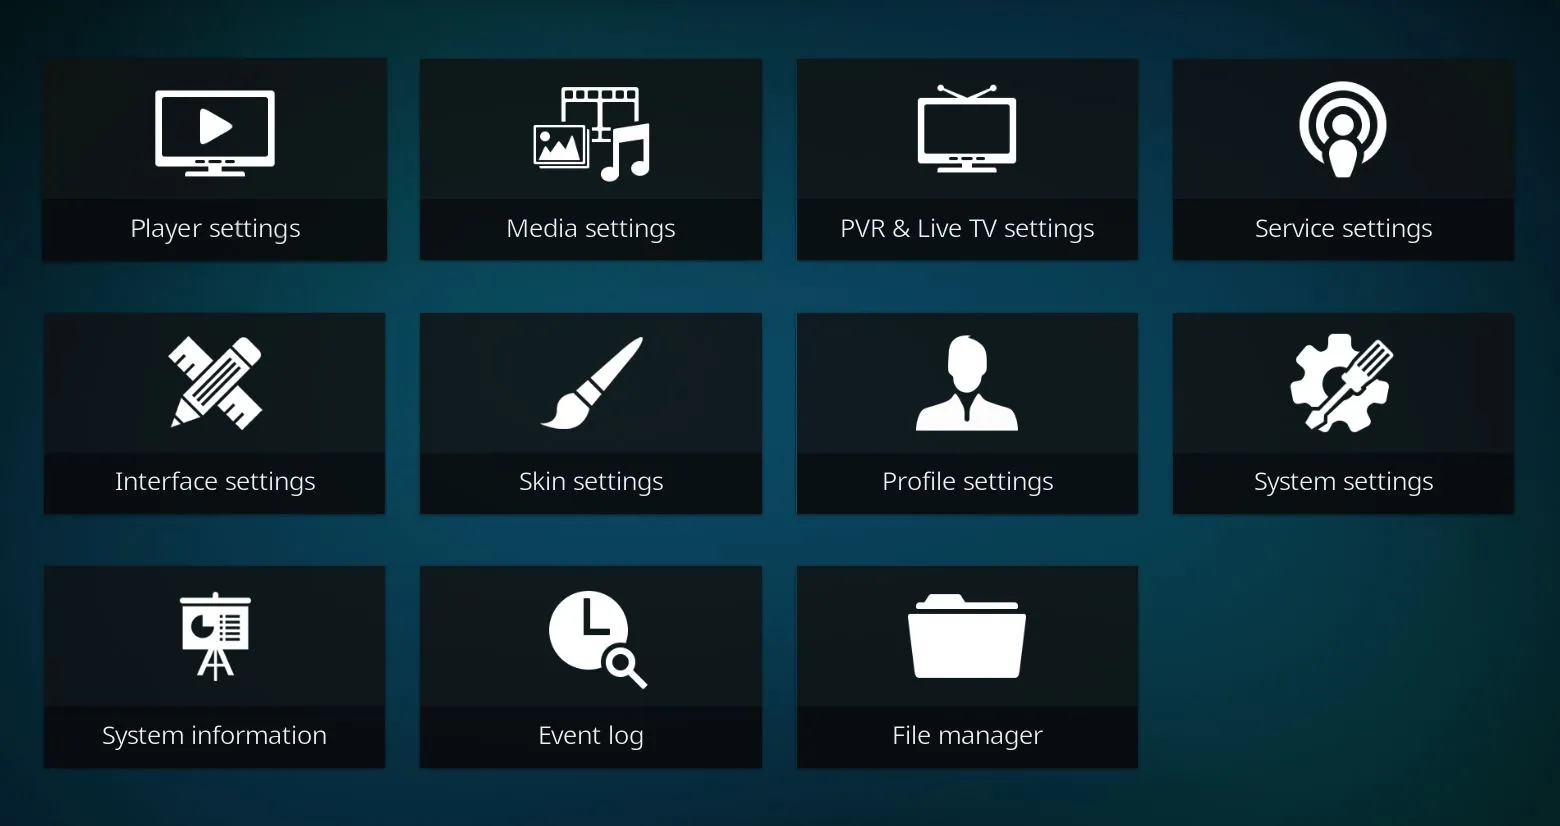 Player settings
Media settings
PVR & Live TV settings
Service settings
Interface settings
Skin settings
Profile settings
System settings
System information
Event log
File manager